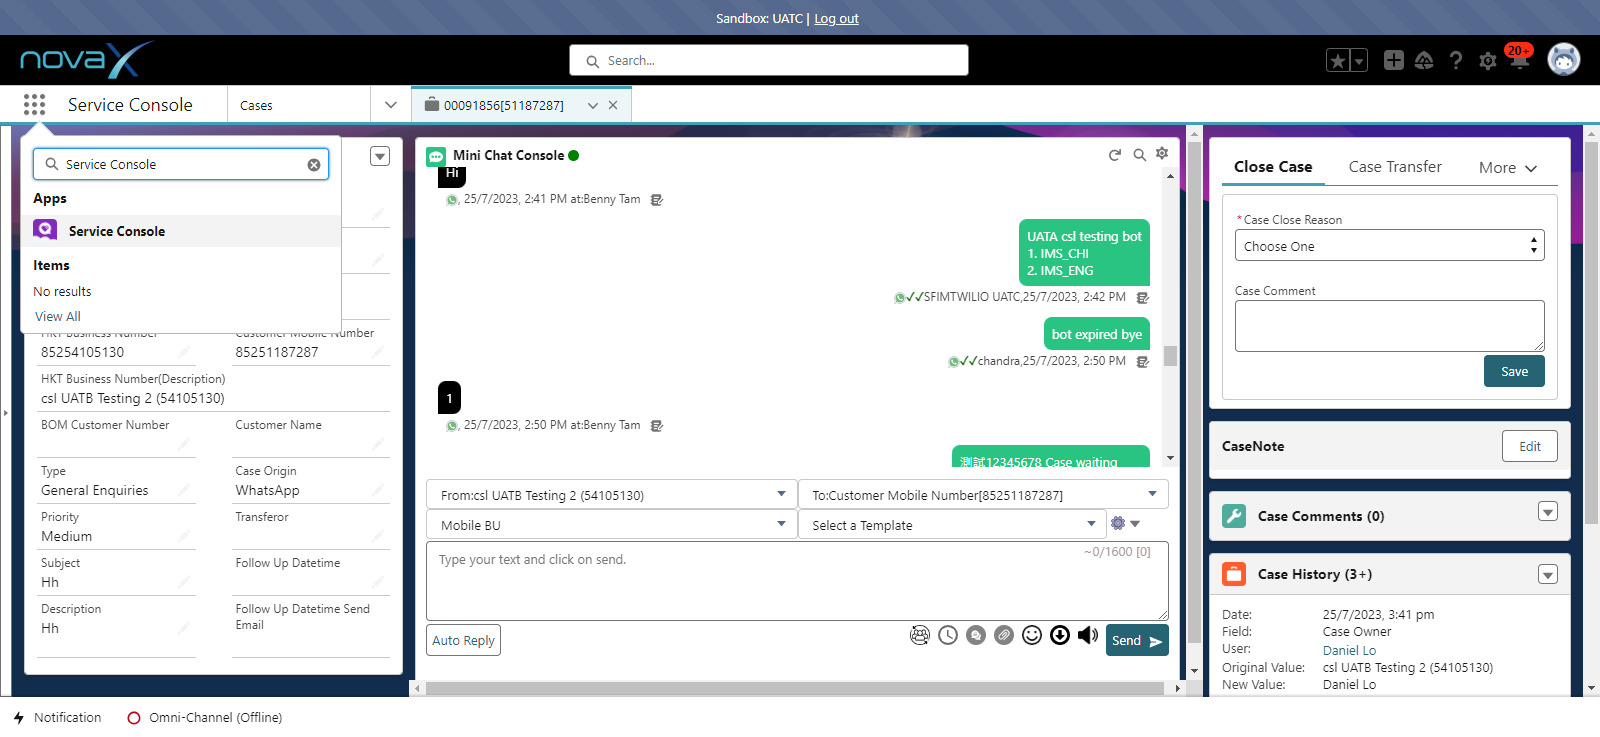 Sandbox: UATC | Log out
novaX
Search...
20+
Service Console
Cases
00091856[51187287]
Service Console
Apps
Service Console
Items
No results
View All
HKT Business Number
Customer Mobile Number
85254105130
85251187287
HKT Business Number(Description)
csl UATB Testing 2 (54105130)
BOM Customer Number
Customer Name
Type
Case Origin
General Enquiries
WhatsApp
Priority
Transferor
Medium
Subject
Follow Up Datetime
Hh
Description
Follow Up Datetime Send
Email
Hh
Mini Chat Console
Hi
, 25/7/2023, 2:41 PM at:Benny Tam
UATA csl testing bot
1. IMS_CHI
2. IMS_ENG
SFIMTWILIO UATC,25/7/2023, 2:42 PM
bot expired bye
chandra,25/7/2023, 2:50 PM
1
, 25/7/2023, 2:50 PM at:Benny Tam
測試12345678 Case waiting
From:csl UATB Testing 2 (54105130)
To:Customer Mobile Number[85251187287]
Mobile BU
Select a Template
Type your text and click on send.
~0/1600 [0]
Auto Reply
Send
Close Case
Case Transfer
More
*Case Close Reason
Choose One
Case Comment
Save
CaseNote
Edit
Case Comments (0)
Case History (3+)
Date: 25/7/2023, 3:41 pm
Field: Case Owner
User: Daniel Lo
Original Value: csl UATB Testing 2 (54105130)
New Value: Daniel Lo
Notification
Omni-Channel (Offline)